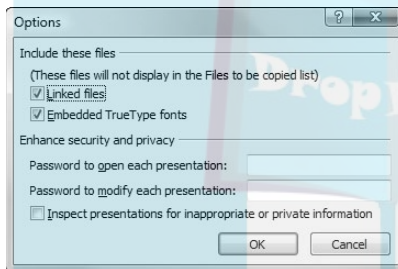 Options
Include these files
(These files will not display in the Files to be copied list)
Linked files
Embedded TrueType fonts
Enhance security and privacy
Password to open each presentation:
Password to modify each presentation:
Inspect presentations for inappropriate or private information
OK Cancel